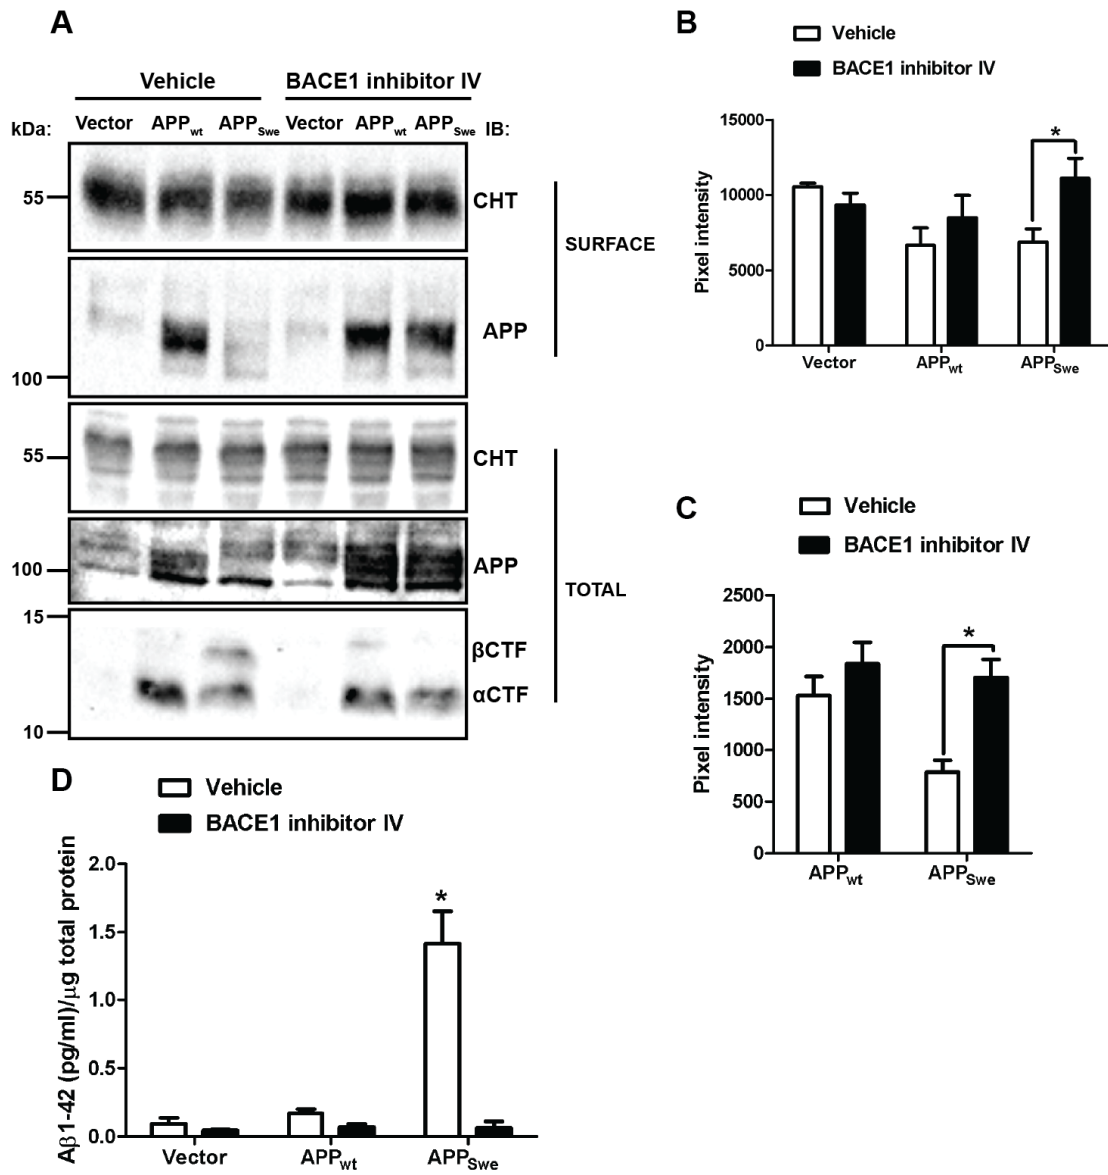 A
Vehicle BACE1 inhibitor IV
kDa: Vector APPwt APPSwe Vector APPwt APPSwe IB:
55 CHT
SURFACE
APP
100
55 CHT
100 APP
TOTAL
15
βCTF
αCTF
10
B
Vehicle
BACE1 inhibitor IV
15000
*
10000
Pixel intensity
5000
0
Vector APPwt APPSwe
C
Vehicle
BACE1 inhibitor IV
2500
2000
*
1500
Pixel intensity
1000
500
0
APPwt APPSwe
D
Vehicle
BACE1 inhibitor IV
Aβ1-42 (pg/ml)/μg total protein
2.0
*
1.5
1.0
0.5
0.0
Vector APPwt APPSwe